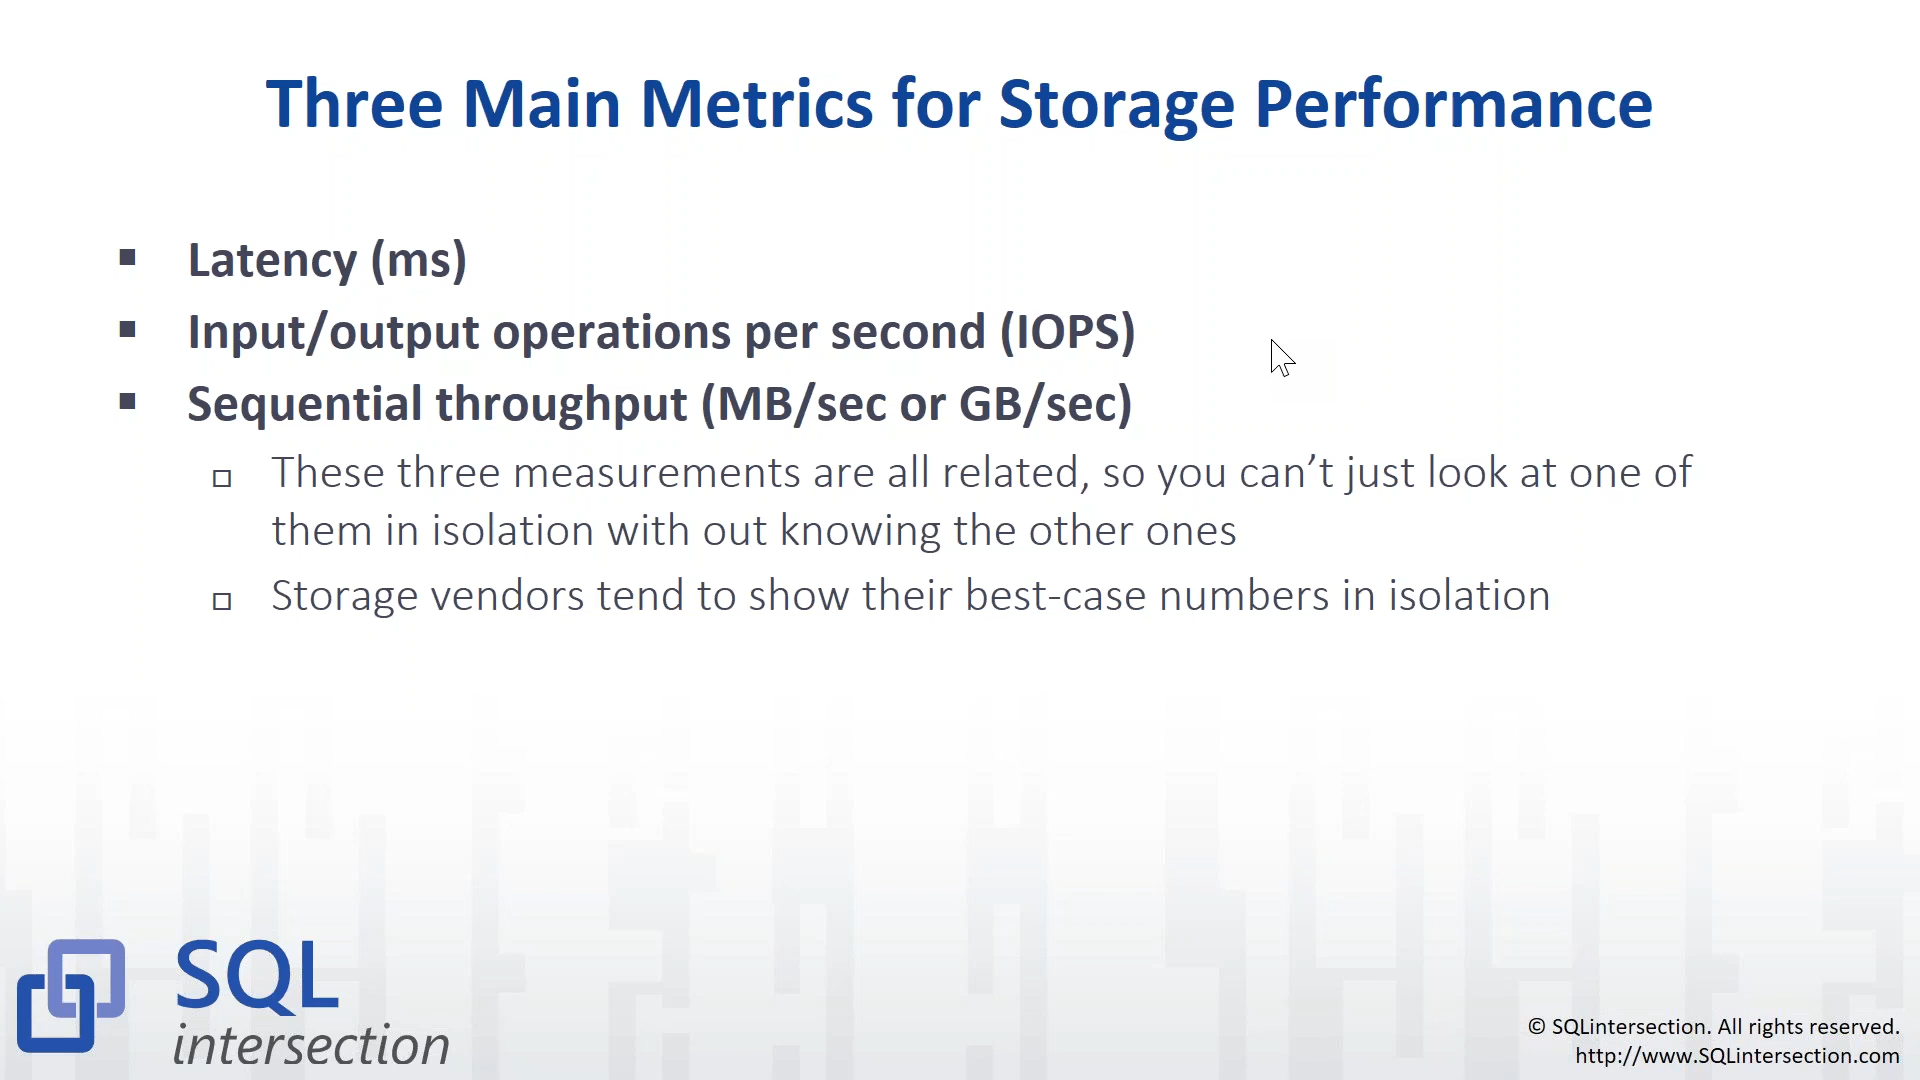 Three Main Metrics for Storage Performance
Latency (ms)
Input/output operations per second (IOPS)
Sequential throughput (MB/sec or GB/sec)
These three measurements are all related, so you can’t just look at one of
them in isolation with out knowing the other ones
Storage vendors tend to show their best-case numbers in isolation
SQL
intersection
© SQLintersection. All rights reserved.
http://www.SQLintersection.com